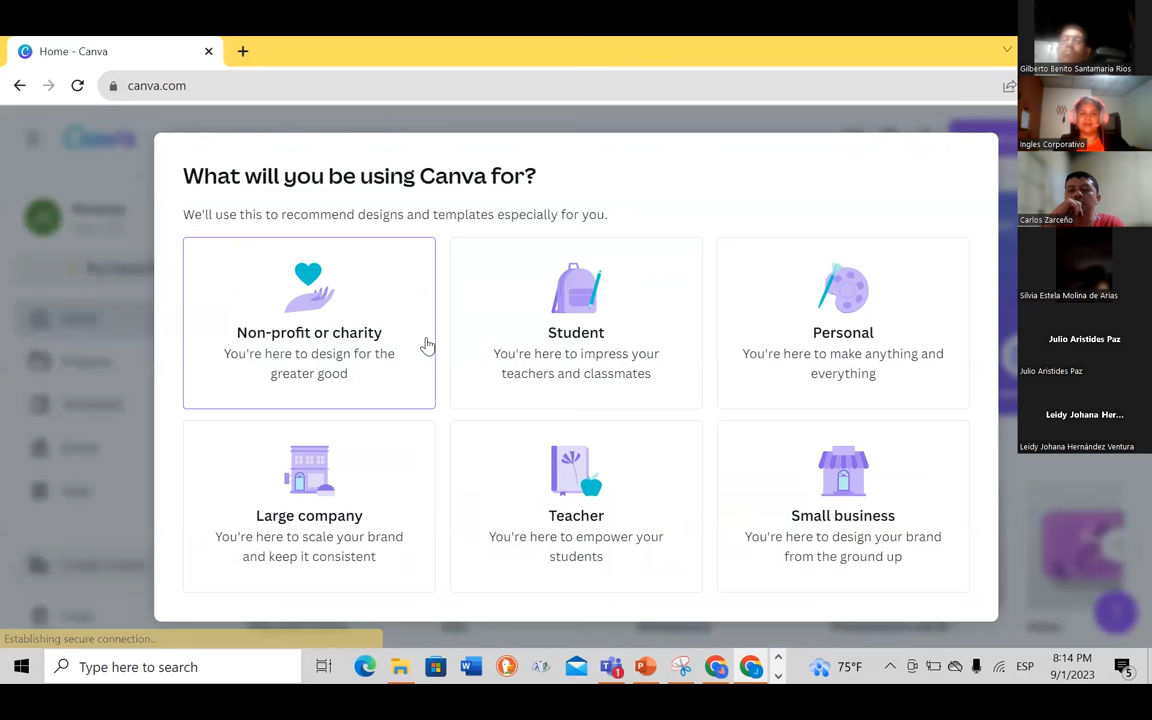 Home - Canva
canva.com
What will you be using Canva for?
We'll use this to recommend designs and templates especially for you.
Non-profit or charity
You're here to design for the
greater good
Student
You're here to impress your
teachers and classmates
Personal
You're here to make anything and
everything
Large company
You're here to scale your brand
and keep it consistent
Teacher
You're here to empower your
students
Small business
You're here to design your brand
from the ground up
Establishing secure connection...
Type here to search
75°F
ESP
8:14 PM
9/1/2023
5
Gilberto Benito Santamaria Rios
Ingles Corporativo
Carlos Zarceño
Silvia Estela Molina de Arias
Julio Aristides Paz
Julio Aristides Paz
Leidy Johana Her...
Leidy Johana Hernández Ventura